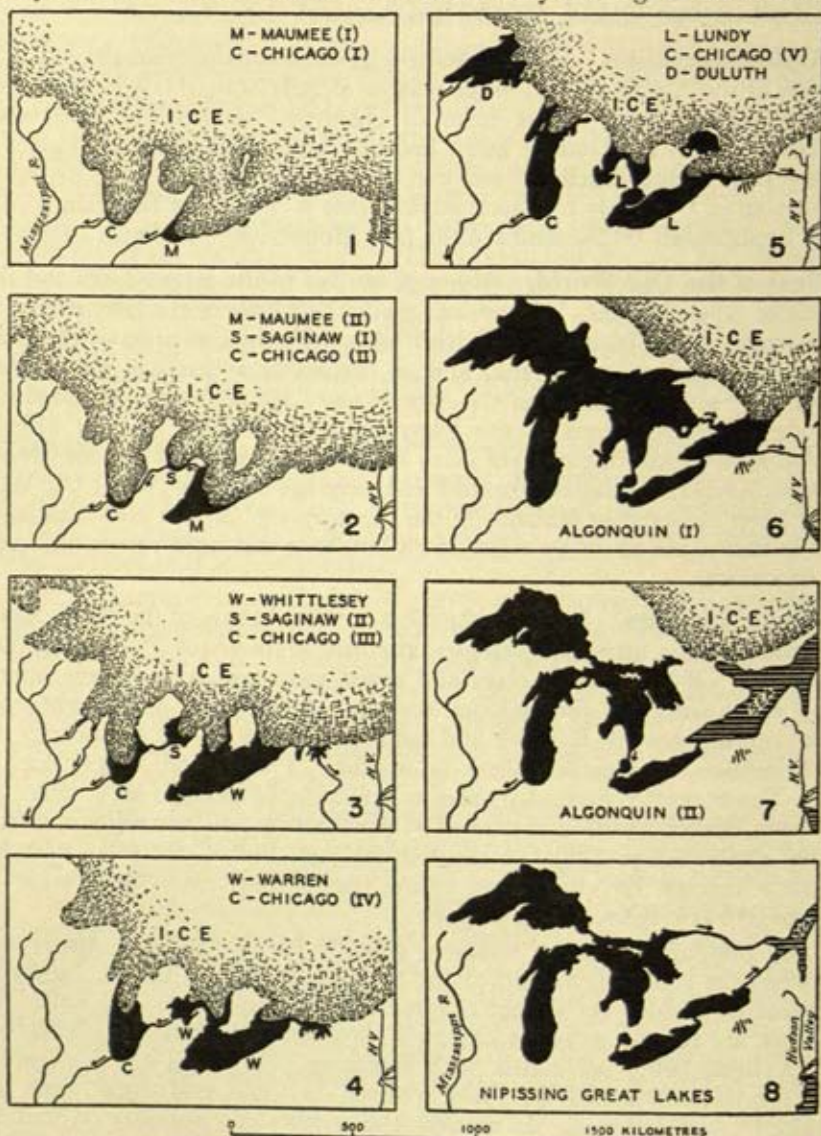 M – MAUMEE (I)
C – CHICAGO (I)
ICE
Mississippi R.
C
M
Hudson
Valley
1
M – MAUMEE (II)
S – SAGINAW (I)
C – CHICAGO (II)
ICE
S
C
M
H V
2
W – WHITTLESEY
S – SAGINAW (II)
C – CHICAGO (III)
ICE
S
C
W
H V
3
W – WARREN
C – CHICAGO (IV)
ICE
W
C
W
H V
4
L – LUNDY
C – CHICAGO (V)
D – DULUTH
ICE
D
L
C
L
H V
5
ICE
H V
ALGONQUIN (I)
6
ICE
H V
ALGONQUIN (II)
7
Mississippi R
Hudson
Valley
NIPISSING GREAT LAKES
8
0 500 1000 1500 KILOMETRES